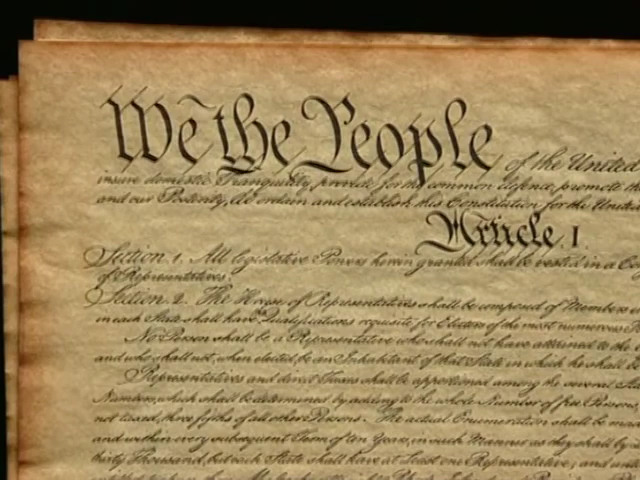 We the People of the United
insure domestic Tranquility, provide for the common defence, promote th
and our Posterity, do ordain and establish this Constitution for the United
Article. I.
Section 1. All legislative Powers herein granted shall be vested in a Co
of Representatives.
Section. 2. The House of Representatives shall be composed of Members
in each State shall have Qualifications requisite for Electors of the most numerous
No Person shall be a Representative who shall not have attained to the
and who shall not, when elected, be an Inhabitant of that State in which he shall be
Representatives and direct Taxes shall be apportioned among the several
Numbers, which shall be determined by adding to the whole Number of free Persons,
not taxed, three fifths of all other Persons. The actual Enumeration shall be made
and within every subsequent Term of ten Years, in such Manner as they shall by
thirty Thousand, but each State shall have at Least one Representative; and